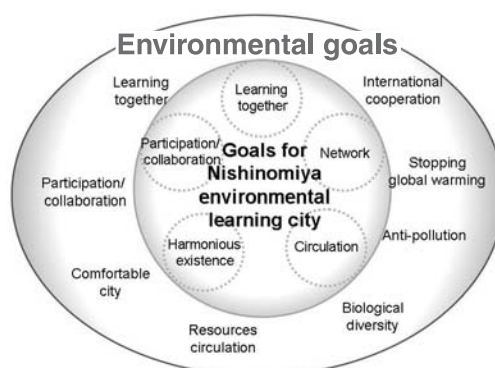 Environmental goals
Learning
together
International
cooperation
Learning
together
Participation/
collaboration
Network
Goals for
Nishinomiya
environmental
learning city
Stopping
global warming
Participation/
collaboration
Anti-pollution
Harmonious
existence
Circulation
Comfortable
city
Biological
diversity
Resources
circulation